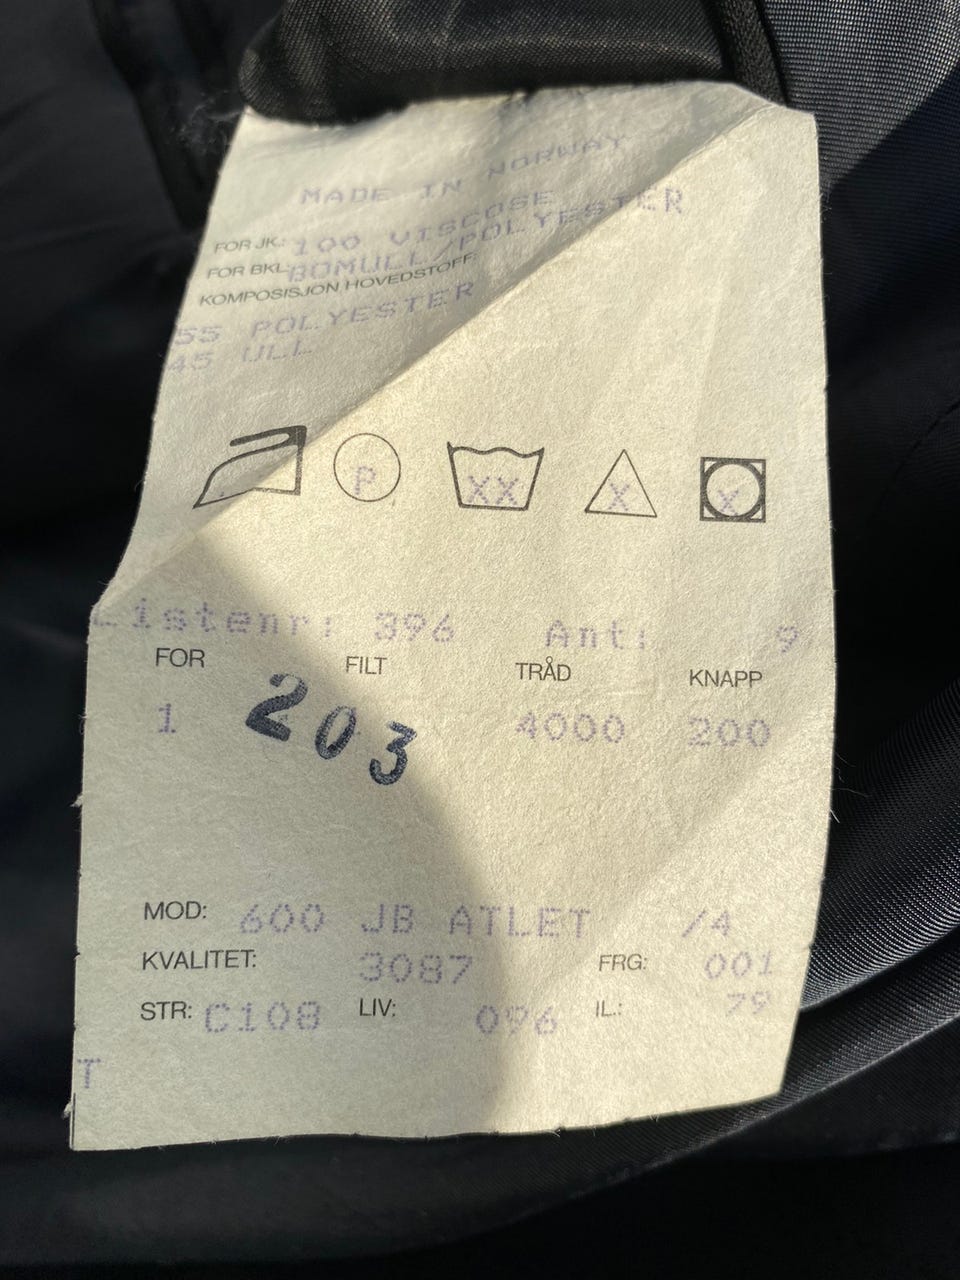 MADE IN NORWAY
FOR JK.: 100 VISCOSE
FOR BKL: BOMULL/POLYESTER
KOMPOSISJON HOVEDSTOFF:
55 POLYESTER
45 ULL
P XX X X
Listenr: 396 Ant: 9
FOR FILT TRÅD KNAPP
1 203 4000 200
MOD: 600 JB ATLET /4
KVALITET: 3087 FRG: 001
STR: C108 LIV: 096 IL.: 79
T